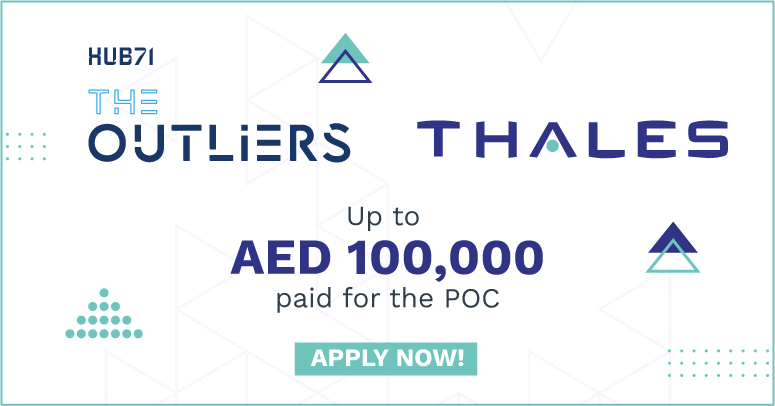 HUB71
THE
OUTLIERS
THALES
Up to
AED 100,000
paid for the POC
APPLY NOW!